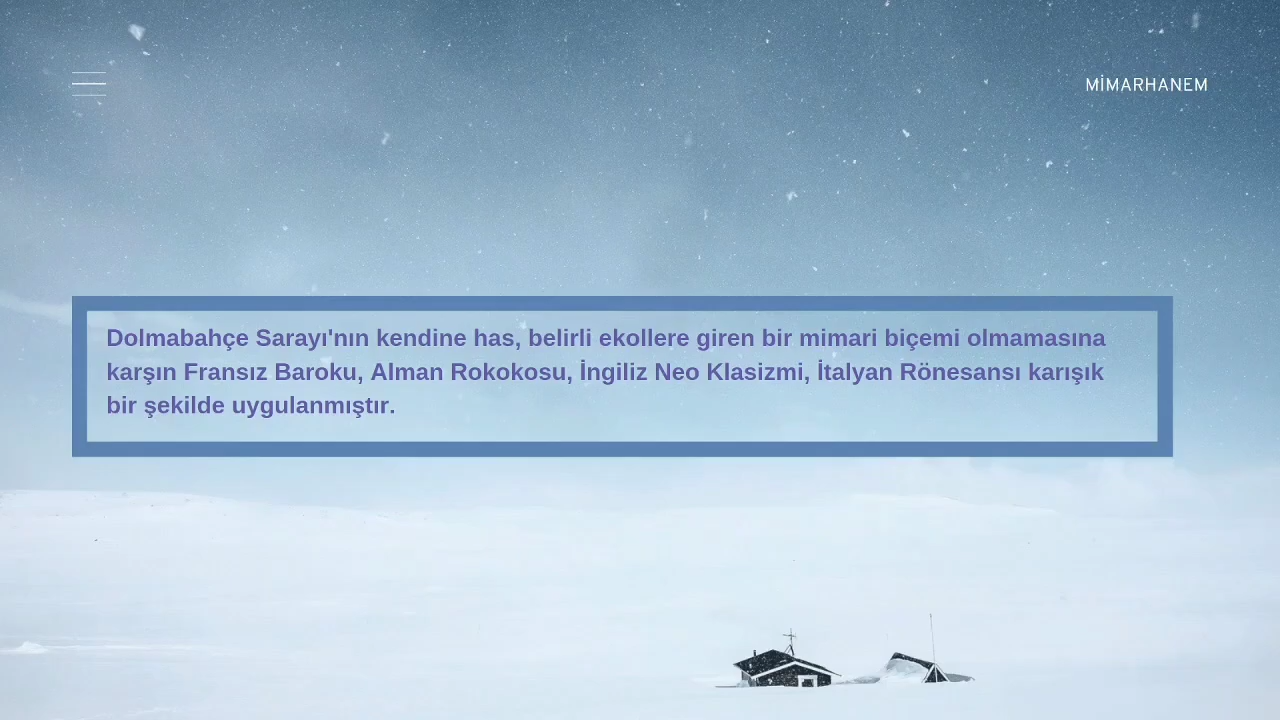 MİMARHANEM
Dolmabahçe Sarayı'nın kendine has, belirli ekollere giren bir mimari biçemi olmamasına
karşın Fransız Baroku, Alman Rokokosu, İngiliz Neo Klasizmi, İtalyan Rönesansı karışık
bir şekilde uygulanmıştır.